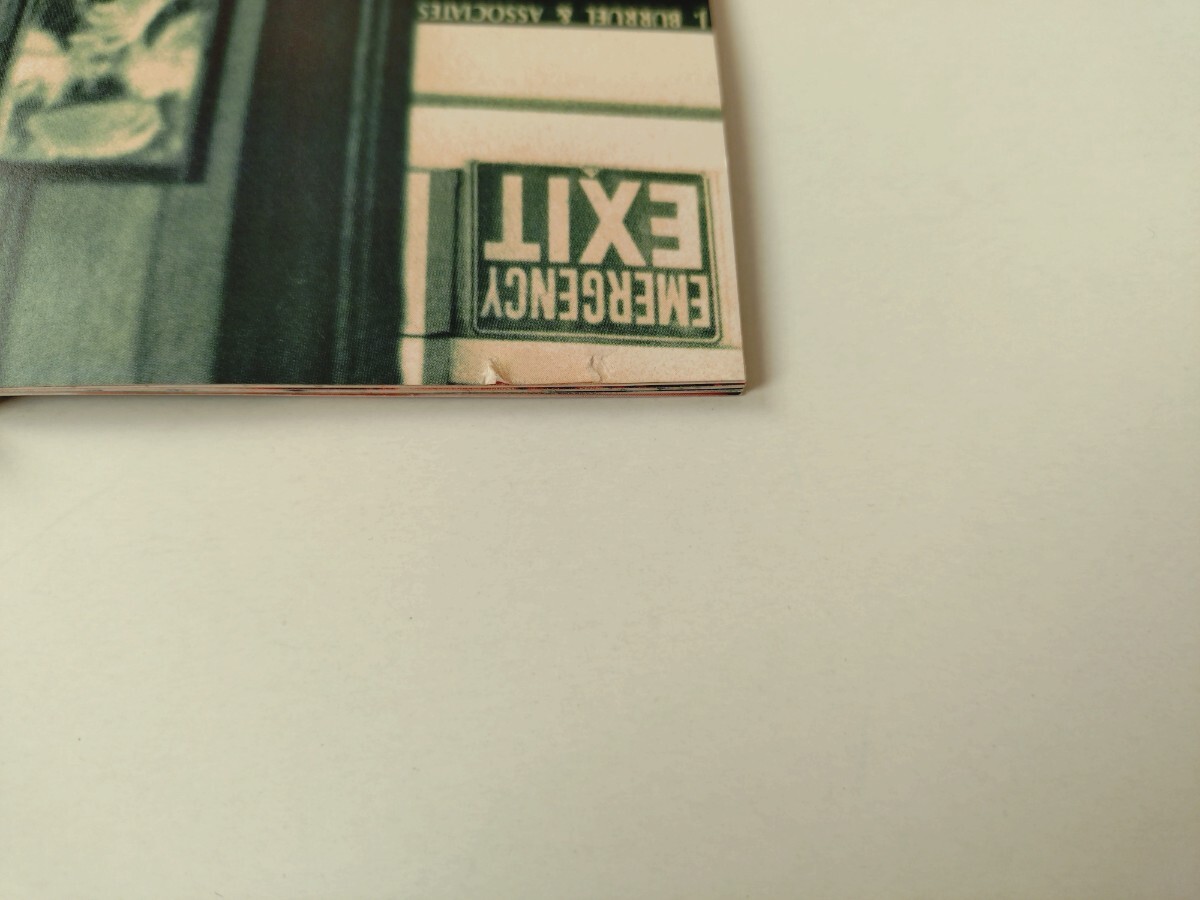 EMERGENCY
EXIT
J. BURRUEL & ASSOCIATES